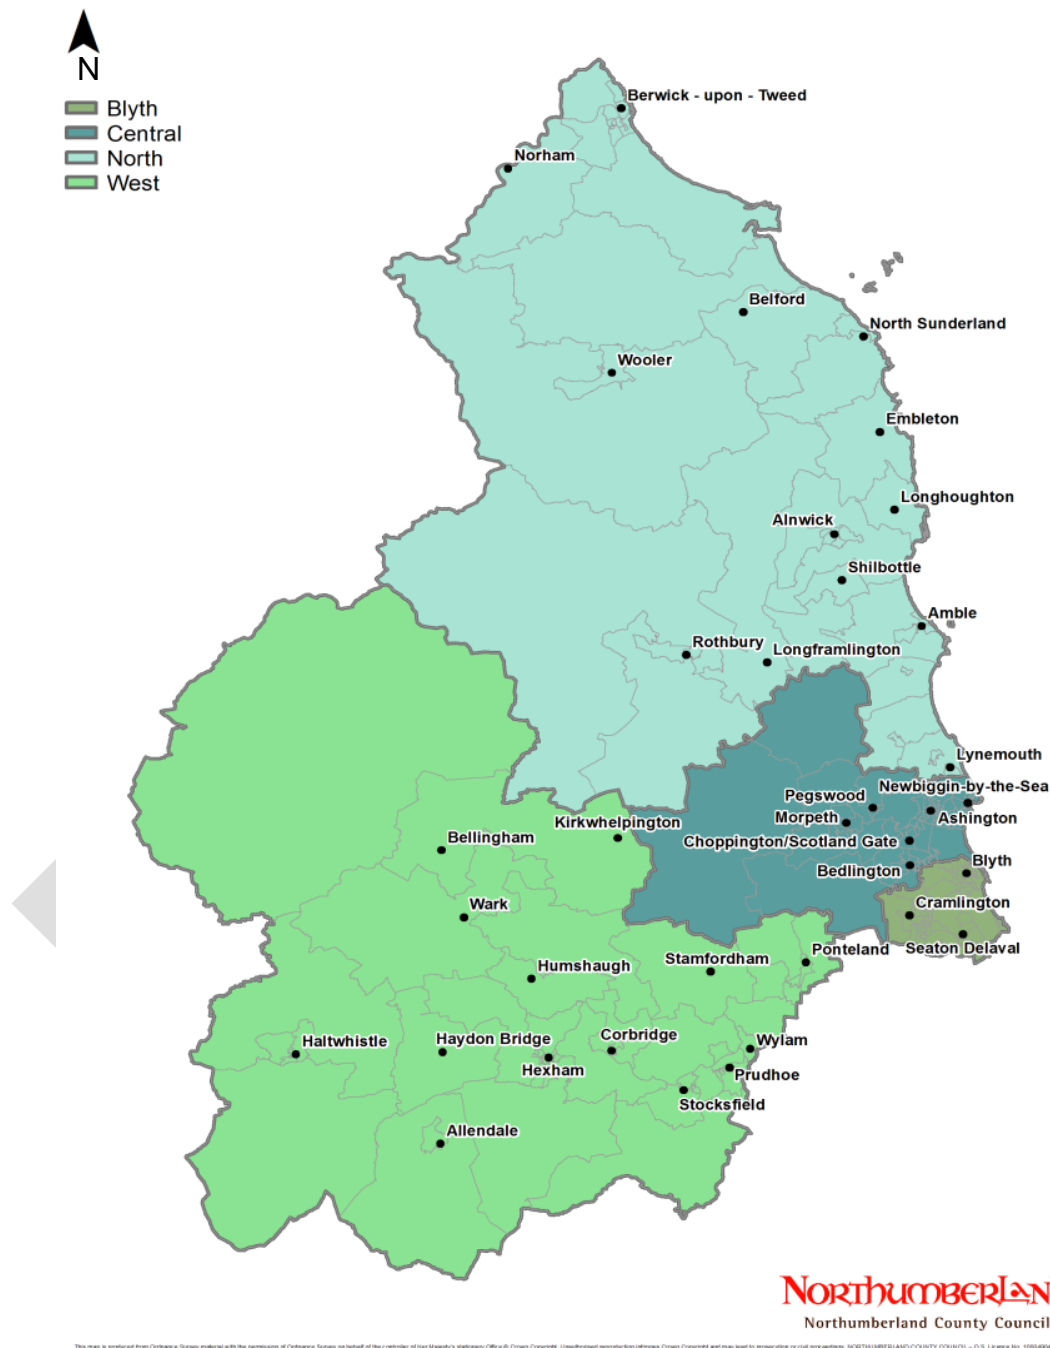 N
Blyth
Central
North
West
Berwick - upon - Tweed
Norham
Belford
North Sunderland
Wooler
Embleton
Longhoughton
Alnwick
Shilbottle
Amble
Rothbury
Longframlington
Lynemouth
Newbiggin-by-the-Sea
Pegswood
Morpeth
Ashington
Kirkwhelpington
Choppington/Scotland Gate
Bellingham
Blyth
Bedlington
Cramlington
Wark
Seaton Delaval
Ponteland
Stamfordham
Humshaugh
Haltwhistle
Haydon Bridge
Corbridge
Wylam
Hexham
Prudhoe
Stocksfield
Allendale
NORTHUMBERLAN
Northumberland County Council